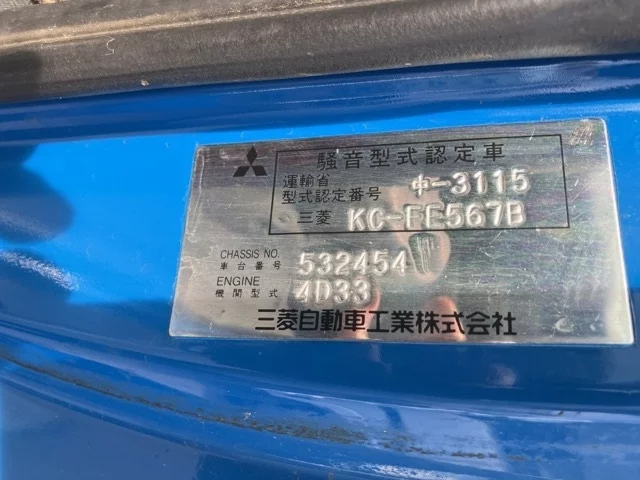 騒音型式認定車
運輸省
型式認定番号 中-3115
三菱 KC-FE567B
CHASSIS NO.
車台番号 532454
ENGINE
機関型式 4D33
三菱自動車工業株式会社